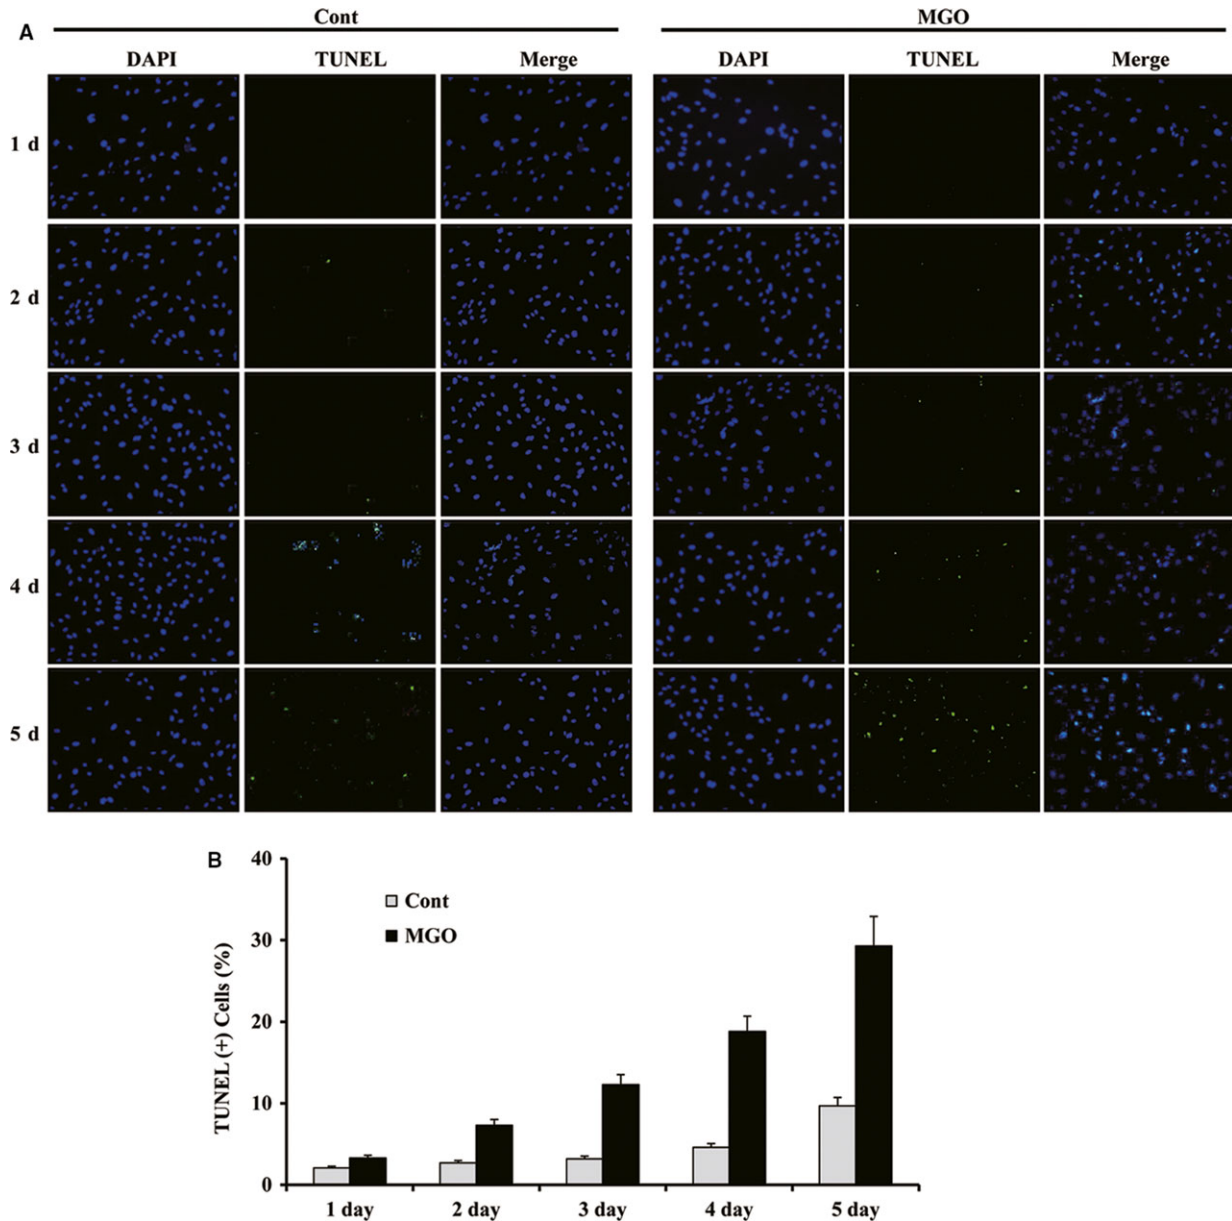 A
Cont
MGO
DAPI TUNEL Merge DAPI TUNEL Merge
1 d
2 d
3 d
4 d
5 d
B
40
30
20
10
0
TUNEL (+) Cells (%)
Cont
MGO
1 day 2 day 3 day 4 day 5 day